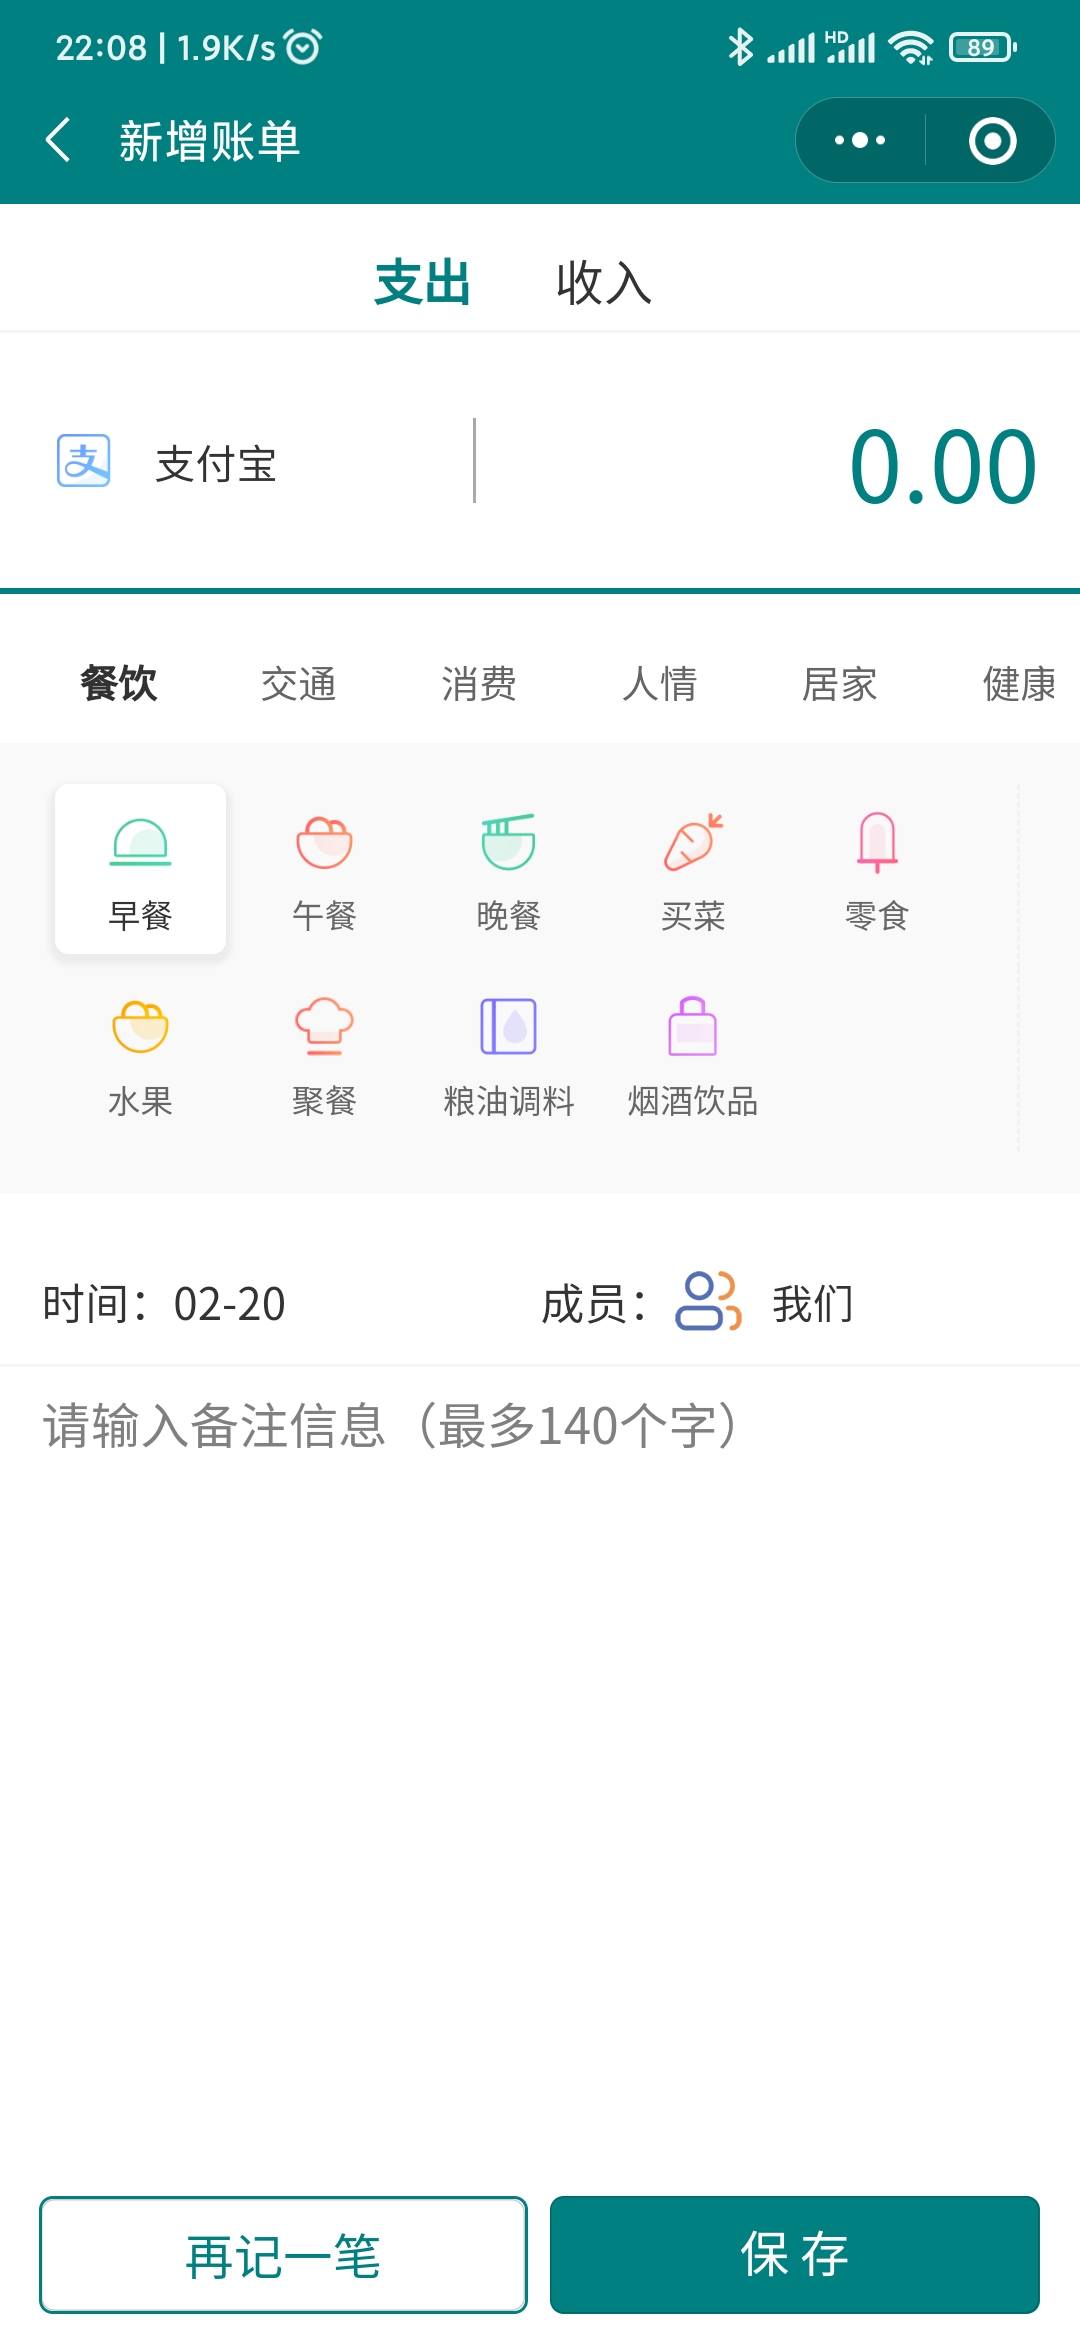 22:08 | 1.9K/s
HD
89
新增账单
支出 收入
支付宝 0.00
餐饮 交通 消费 人情 居家 健康
早餐 午餐 晚餐 买菜 零食
水果 聚餐 粮油调料 烟酒饮品
时间：02-20 成员： 我们
请输入备注信息（最多140个字）
再记一笔 保存